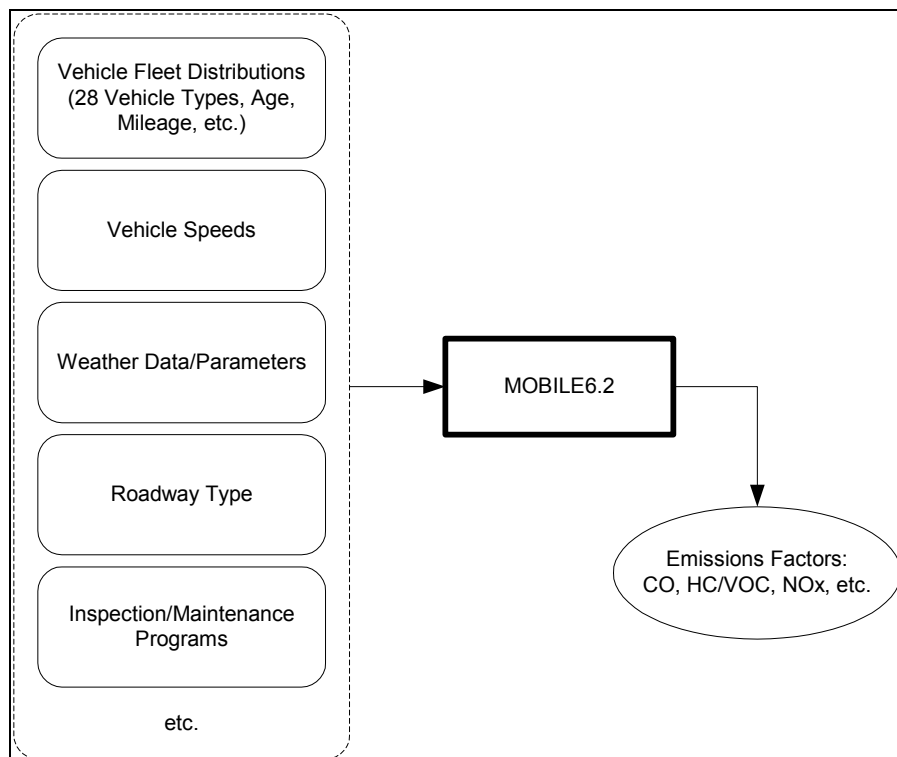 Vehicle Fleet Distributions
(28 Vehicle Types, Age,
Mileage, etc.)
Vehicle Speeds
Weather Data/Parameters
Roadway Type
Inspection/Maintenance
Programs
etc.
MOBILE6.2
Emissions Factors:
CO, HC/VOC, NOx, etc.